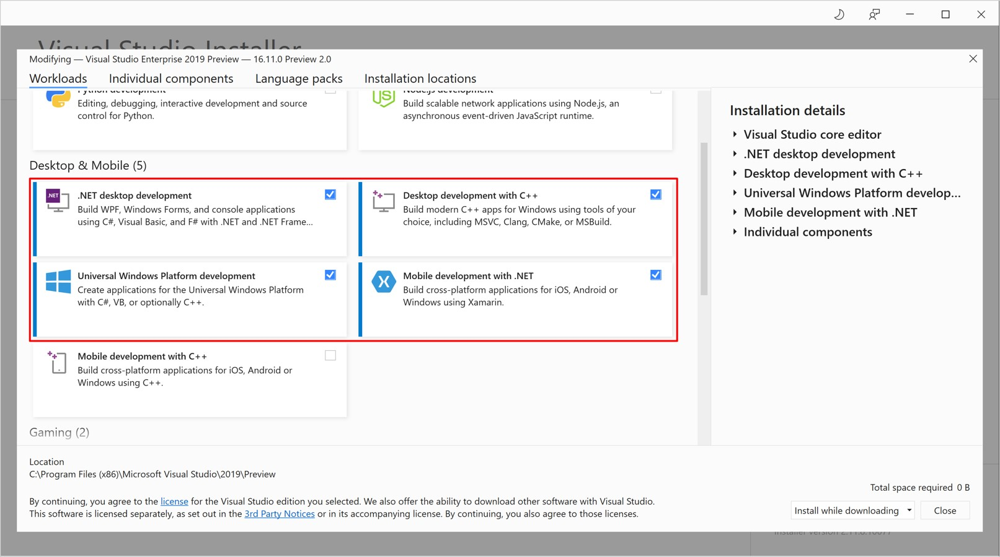 Visual Studio Installer
Modifying — Visual Studio Enterprise 2019 Preview — 16.11.0 Preview 2.0
Workloads
Individual components
Language packs
Installation locations
Python development
Editing, debugging, interactive development and source
control for Python.
Node.js development
Build scalable network applications using Node.js, an
asynchronous event-driven JavaScript runtime.
Desktop & Mobile (5)
.NET
.NET desktop development
Build WPF, Windows Forms, and console applications
using C#, Visual Basic, and F# with .NET and .NET Frame...
Desktop development with C++
Build modern C++ apps for Windows using tools of your
choice, including MSVC, Clang, CMake, or MSBuild.
Universal Windows Platform development
Create applications for the Universal Windows Platform
with C#, VB, or optionally C++.
Mobile development with .NET
Build cross-platform applications for iOS, Android or
Windows using Xamarin.
Mobile development with C++
Build cross-platform applications for iOS, Android or
Windows using C++.
Gaming (2)
Installation details
Visual Studio core editor
.NET desktop development
Desktop development with C++
Universal Windows Platform develop...
Mobile development with .NET
Individual components
Location
C:\Program Files (x86)\Microsoft Visual Studio\2019\Preview
By continuing, you agree to the license for the Visual Studio edition you selected. We also offer the ability to download other software with Visual Studio.
This software is licensed separately, as set out in the 3rd Party Notices or in its accompanying license. By continuing, you also agree to those licenses.
Total space required 0 B
Install while downloading
Close
Installer version